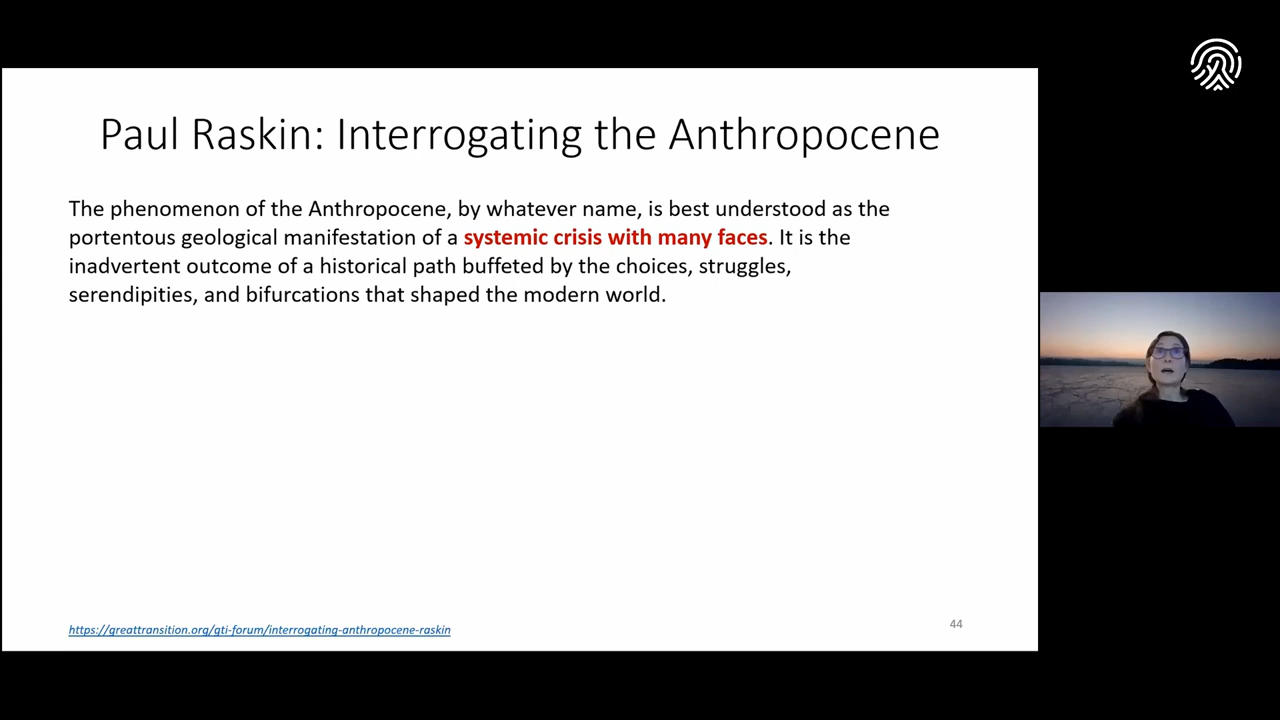 Paul Raskin: Interrogating the Anthropocene
The phenomenon of the Anthropocene, by whatever name, is best understood as the
portentous geological manifestation of a systemic crisis with many faces. It is the
inadvertent outcome of a historical path buffeted by the choices, struggles,
serendipities, and bifurcations that shaped the modern world.
https://greattransition.org/gti-forum/interrogating-anthropocene-raskin
44